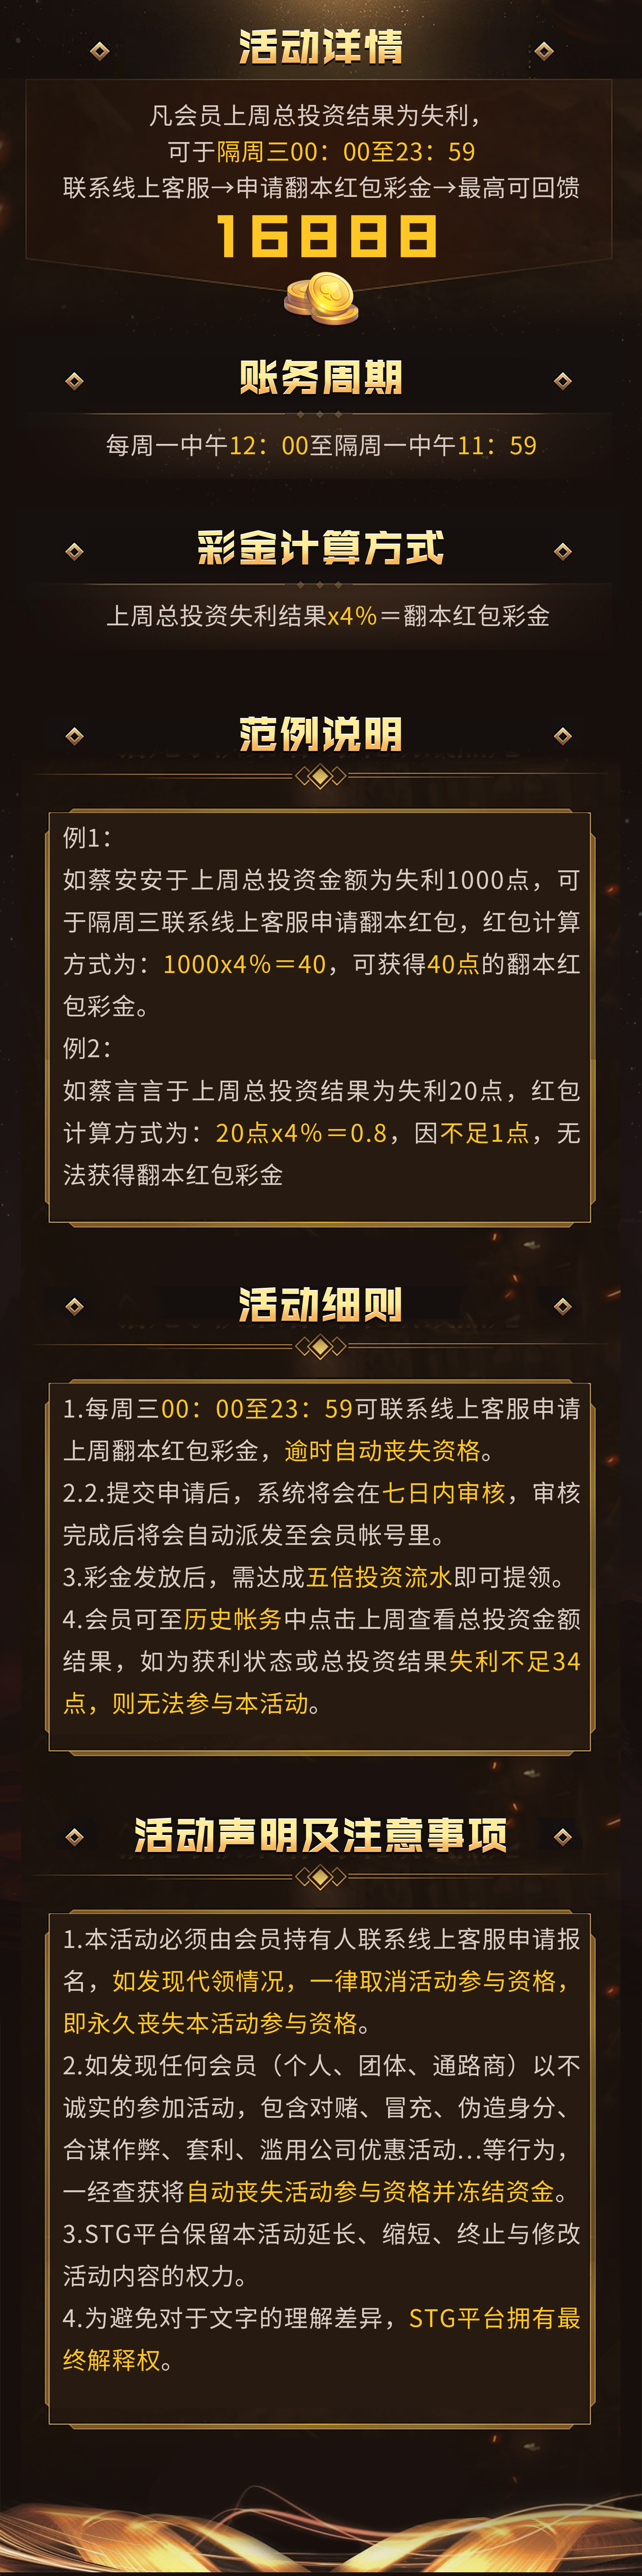 活动详情
凡会员上周总投资结果为失利，
可于隔周三00：00至23：59
联系线上客服→申请翻本红包彩金→最高可回馈
16888
账务周期
每周一中午12：00至隔周一中午11：59
彩金计算方式
上周总投资失利结果x4%＝翻本红包彩金
范例说明
例1：
如蔡安安于上周总投资金额为失利1000点，可
于隔周三联系线上客服申请翻本红包，红包计算
方式为：1000x4%＝40，可获得40点的翻本红
包彩金。
例2：
如蔡言言于上周总投资结果为失利20点，红包
计算方式为：20点x4%＝0.8，因不足1点，无
法获得翻本红包彩金
活动细则
1.每周三00：00至23：59可联系线上客服申请
上周翻本红包彩金，逾时自动丧失资格。
2.2.提交申请后，系统将会在七日内审核，审核
完成后将会自动派发至会员帐号里。
3.彩金发放后，需达成五倍投资流水即可提领。
4.会员可至历史帐务中点击上周查看总投资金额
结果，如为获利状态或总投资结果失利不足34
点，则无法参与本活动。
活动声明及注意事项
1.本活动必须由会员持有人联系线上客服申请报
名，如发现代领情况，一律取消活动参与资格，
即永久丧失本活动参与资格。
2.如发现任何会员（个人、团体、通路商）以不
诚实的参加活动，包含对赌、冒充、伪造身分、
合谋作弊、套利、滥用公司优惠活动...等行为，
一经查获将自动丧失活动参与资格并冻结资金。
3.STG平台保留本活动延长、缩短、终止与修改
活动内容的权力。
4.为避免对于文字的理解差异，STG平台拥有最
终解释权。